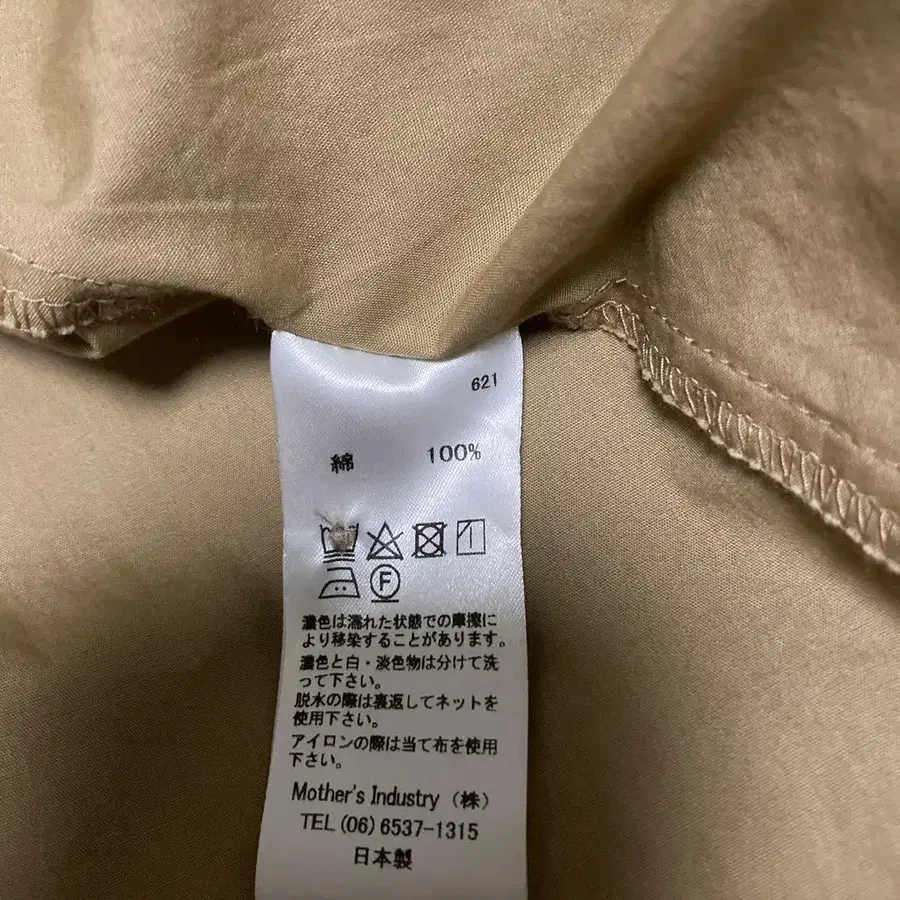 621
綿 100%
F
濃色は濡れた状態での摩擦に
より移染することがあります。
濃色と白・淡色物は分けて洗
って下さい。
脱水の際は裏返してネットを
使用下さい。
アイロンの際は当て布を使用
下さい。
Mother's Industry (株)
TEL (06) 6537-1315
日本製